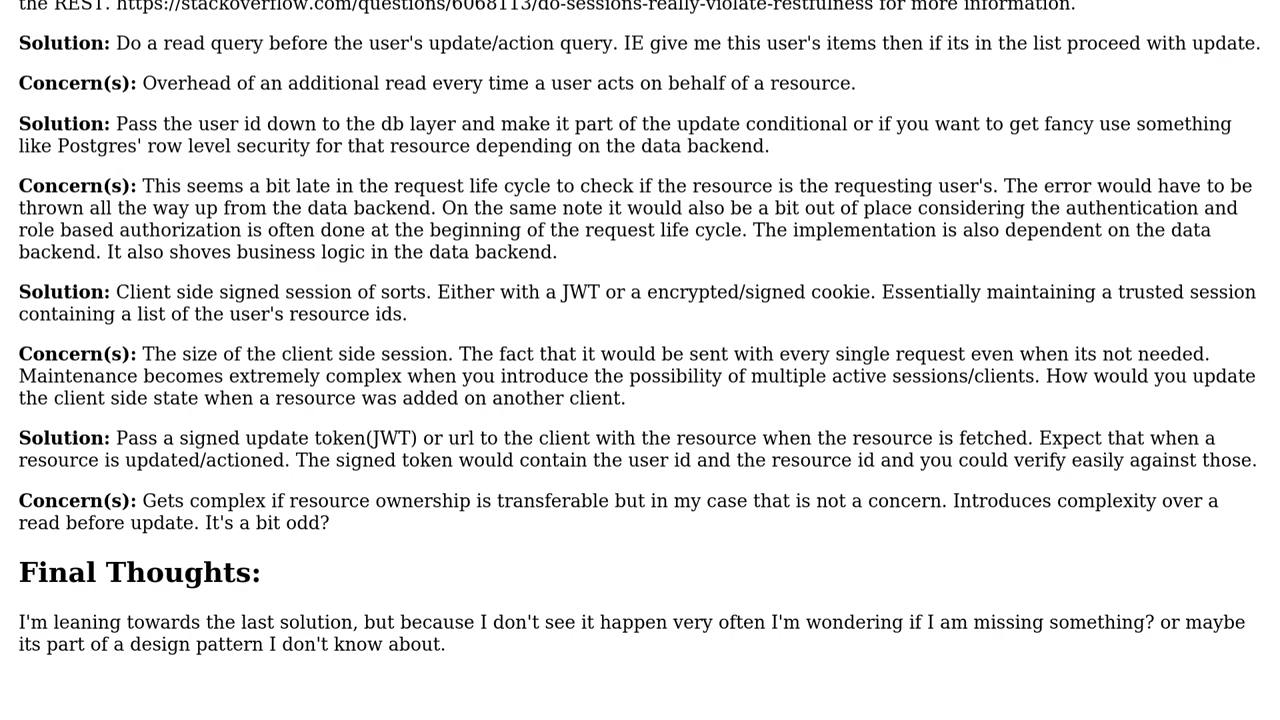 the REST. https://stackoverflow.com/questions/6068113/do-sessions-really-violate-restfulness for more information.
Solution: Do a read query before the user's update/action query. IE give me this user's items then if its in the list proceed with update.
Concern(s): Overhead of an additional read every time a user acts on behalf of a resource.
Solution: Pass the user id down to the db layer and make it part of the update conditional or if you want to get fancy use something
like Postgres' row level security for that resource depending on the data backend.
Concern(s): This seems a bit late in the request life cycle to check if the resource is the requesting user's. The error would have to be
thrown all the way up from the data backend. On the same note it would also be a bit out of place considering the authentication and
role based authorization is often done at the beginning of the request life cycle. The implementation is also dependent on the data
backend. It also shoves business logic in the data backend.
Solution: Client side signed session of sorts. Either with a JWT or a encrypted/signed cookie. Essentially maintaining a trusted session
containing a list of the user's resource ids.
Concern(s): The size of the client side session. The fact that it would be sent with every single request even when its not needed.
Maintenance becomes extremely complex when you introduce the possibility of multiple active sessions/clients. How would you update
the client side state when a resource was added on another client.
Solution: Pass a signed update token(JWT) or url to the client with the resource when the resource is fetched. Expect that when a
resource is updated/actioned. The signed token would contain the user id and the resource id and you could verify easily against those.
Concern(s): Gets complex if resource ownership is transferable but in my case that is not a concern. Introduces complexity over a
read before update. It's a bit odd?
Final Thoughts:
I'm leaning towards the last solution, but because I don't see it happen very often I'm wondering if I am missing something? or maybe
its part of a design pattern I don't know about.